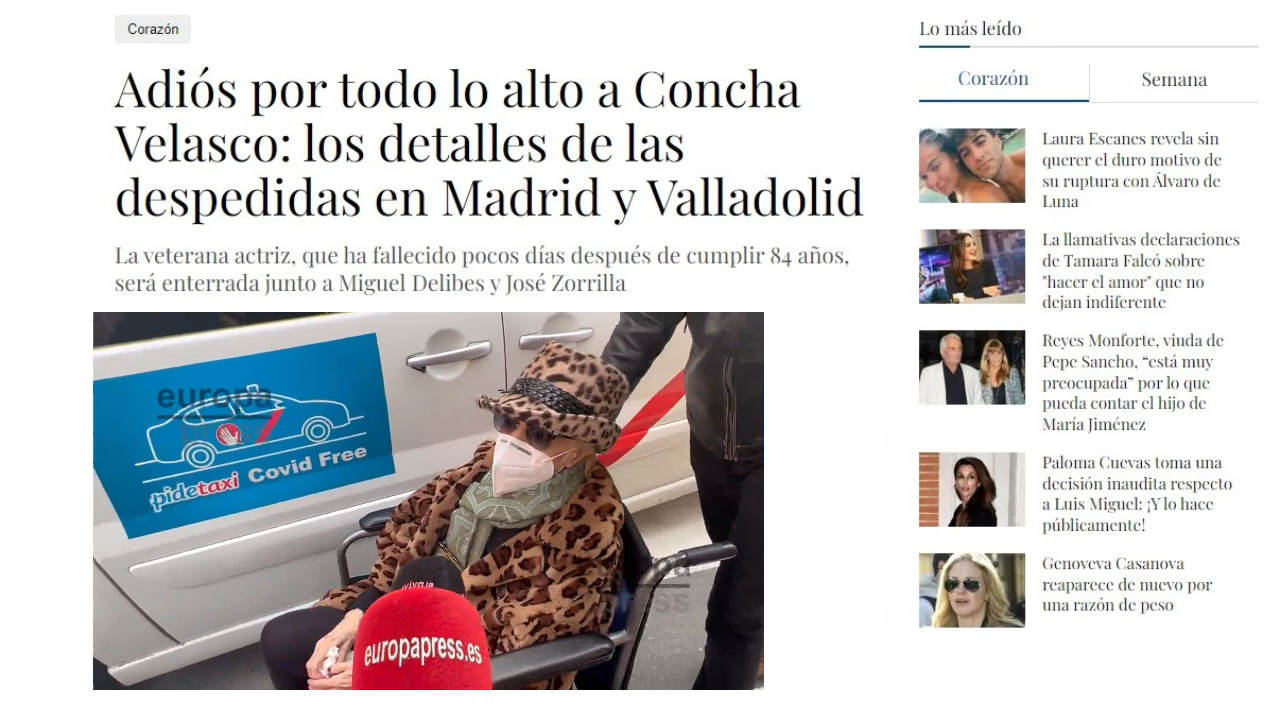 Corazón
Adiós por todo lo alto a Concha
Velasco: los detalles de las
despedidas en Madrid y Valladolid
La veterana actriz, que ha fallecido pocos días después de cumplir 84 años,
será enterrada junto a Miguel Delibes y José Zorrilla
europa
pidetaxi Covid Free
europapress.es
Lo más leído
Corazón
Semana
Laura Escanes revela sin
querer el duro motivo de
su ruptura con Álvaro de
Luna
La llamativas declaraciones
de Tamara Falcó sobre
"hacer el amor" que no
dejan indiferente
Reyes Monforte, viuda de
Pepe Sancho, “está muy
preocupada” por lo que
pueda contar el hijo de
María Jiménez
Paloma Cuevas toma una
decisión inaudita respecto
a Luis Miguel: ¡Y lo hace
públicamente!
Genoveva Casanova
reaparece de nuevo por
una razón de peso